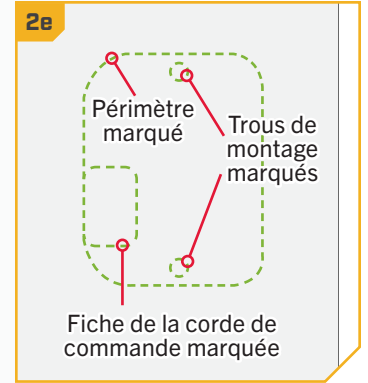 2e
Périmètre
marqué
Trous de
montage
marqués
Fiche de la corde de
commande marquée